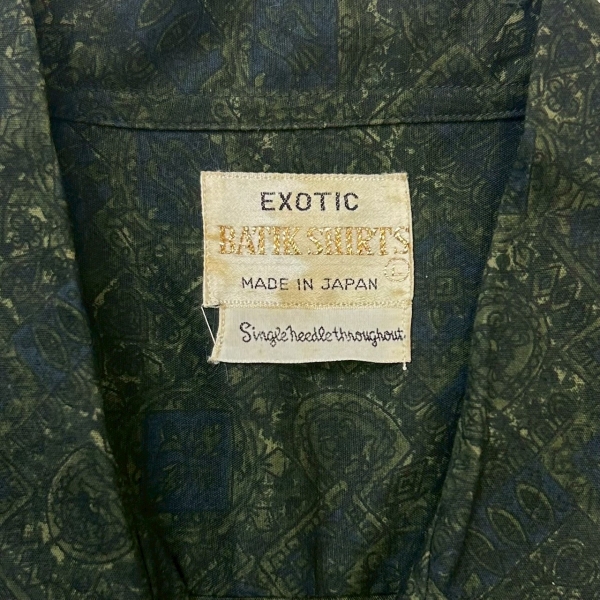 EXOTIC
BATIK SHIRTS
MADE IN JAPAN
Single needle throughout